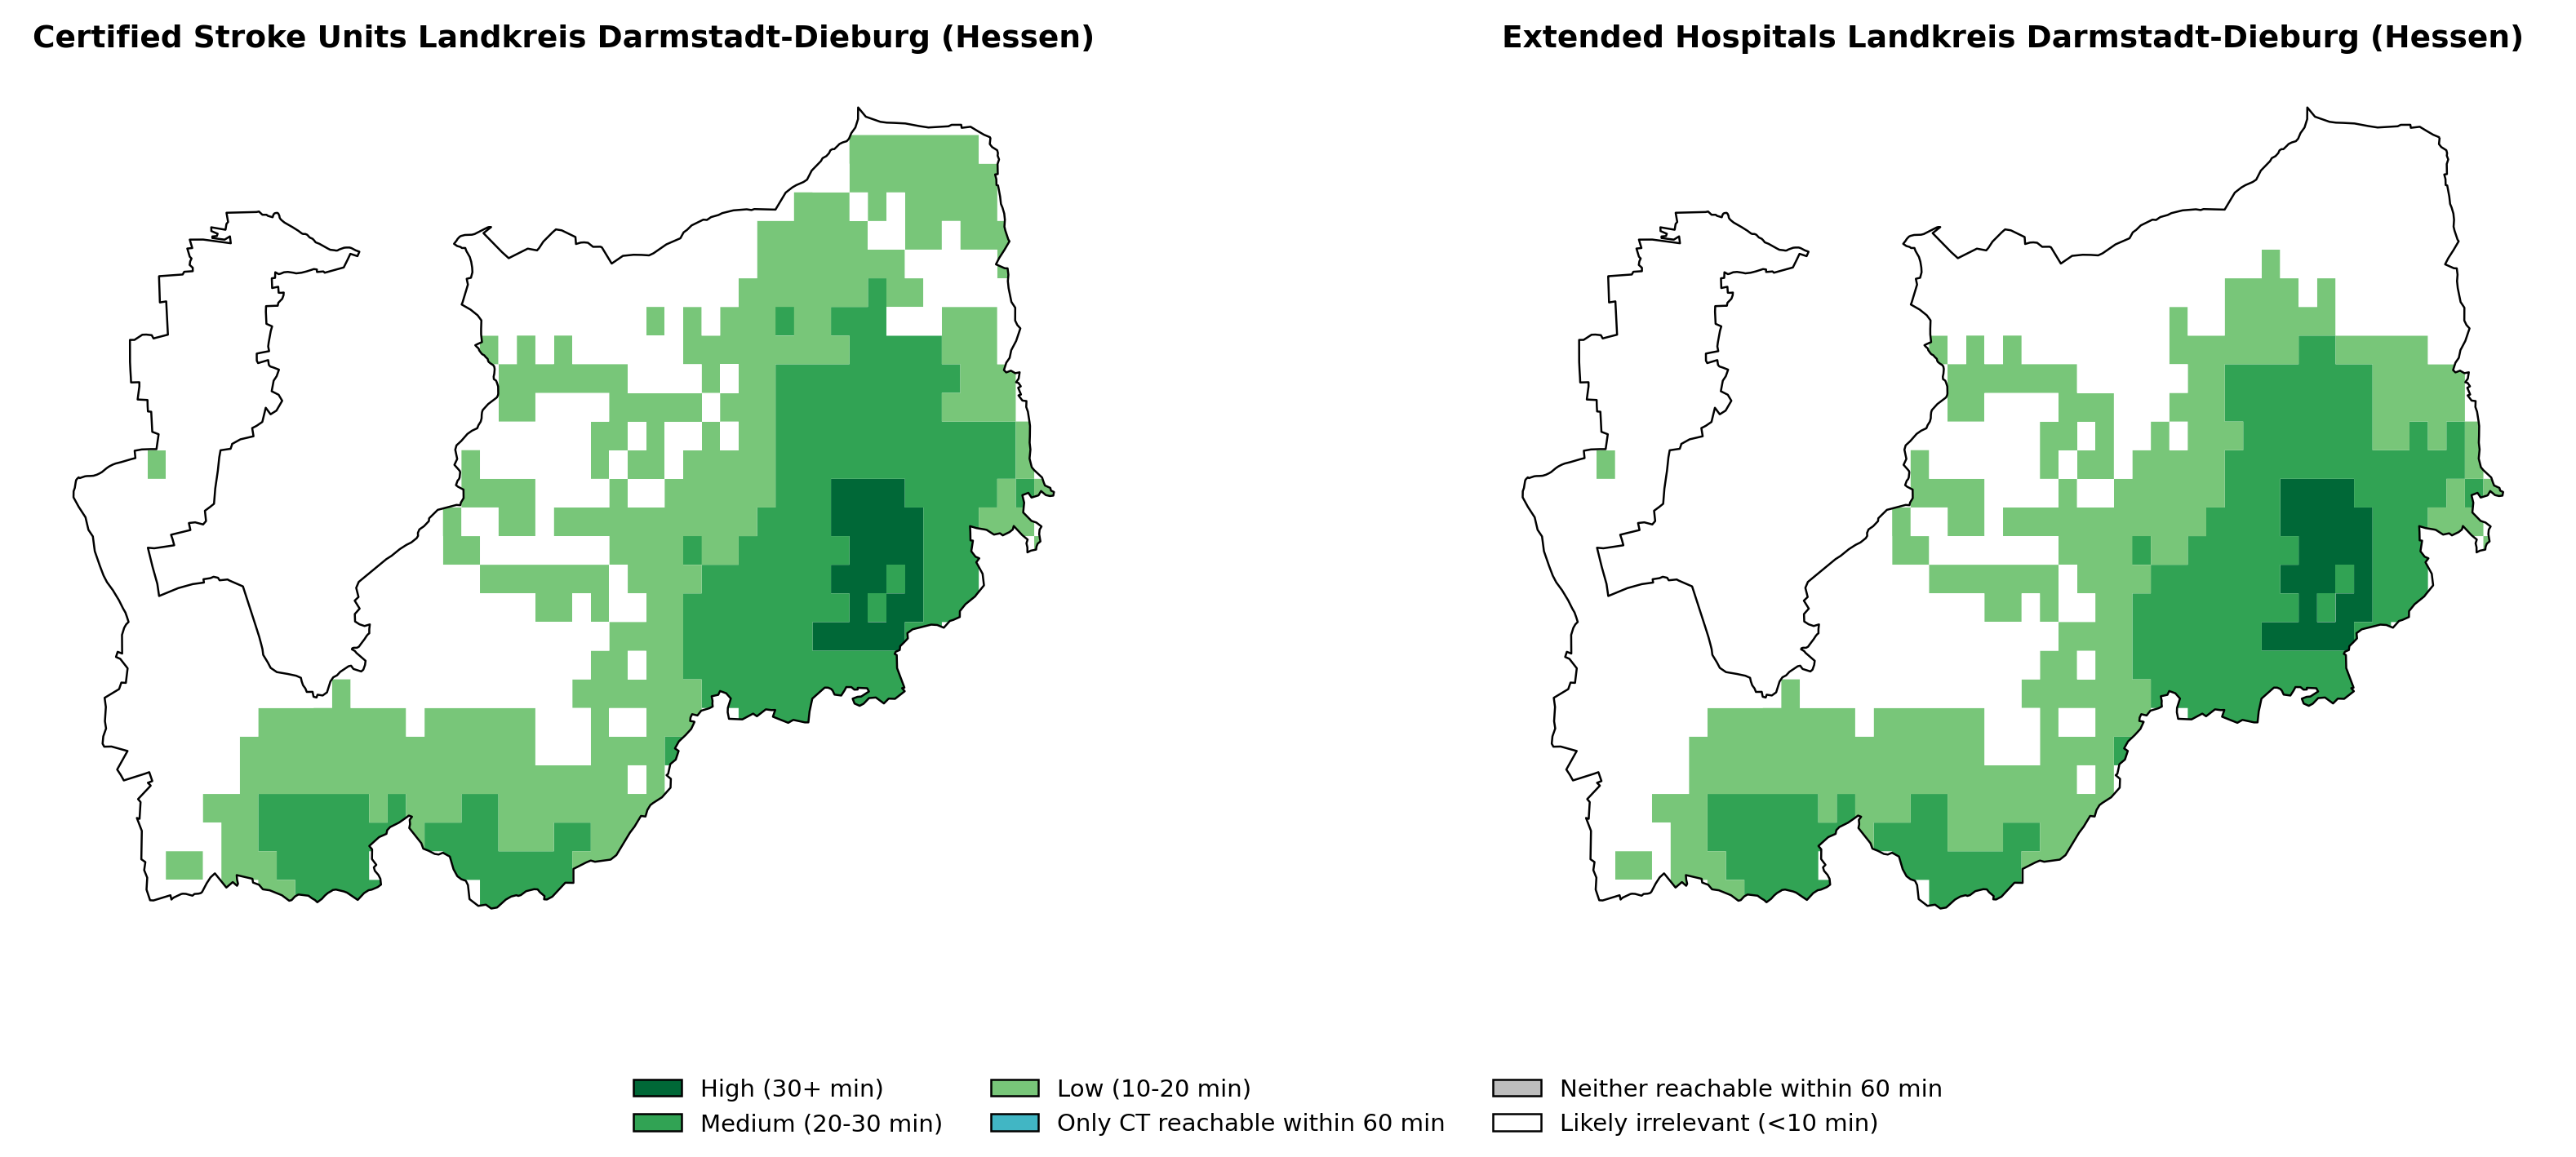 Certified Stroke Units Landkreis Darmstadt-Dieburg (Hessen)
Extended Hospitals Landkreis Darmstadt-Dieburg (Hessen)
High (30+ min)
Medium (20-30 min)
Low (10-20 min)
Only CT reachable within 60 min
Neither reachable within 60 min
Likely irrelevant (<10 min)